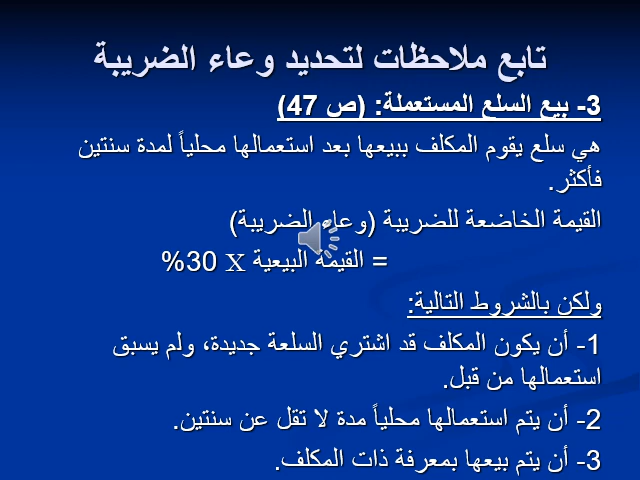 تابع ملاحظات لتحديد وعاء الضريبة
3- بيع السلع المستعملة: (ص 47)
هي سلع يقوم المكلف ببيعها بعد استعمالها محلياً لمدة سنتين
فأكثر.
القيمة الخاضعة للضريبة (وعاء الضريبة)
= القيمة البيعية X 30%
ولكن بالشروط التالية:
1- أن يكون المكلف قد اشتري السلعة جديدة، ولم يسبق
استعمالها من قبل.
2- أن يتم استعمالها محلياً مدة لا تقل عن سنتين.
3- أن يتم بيعها بمعرفة ذات المكلف.